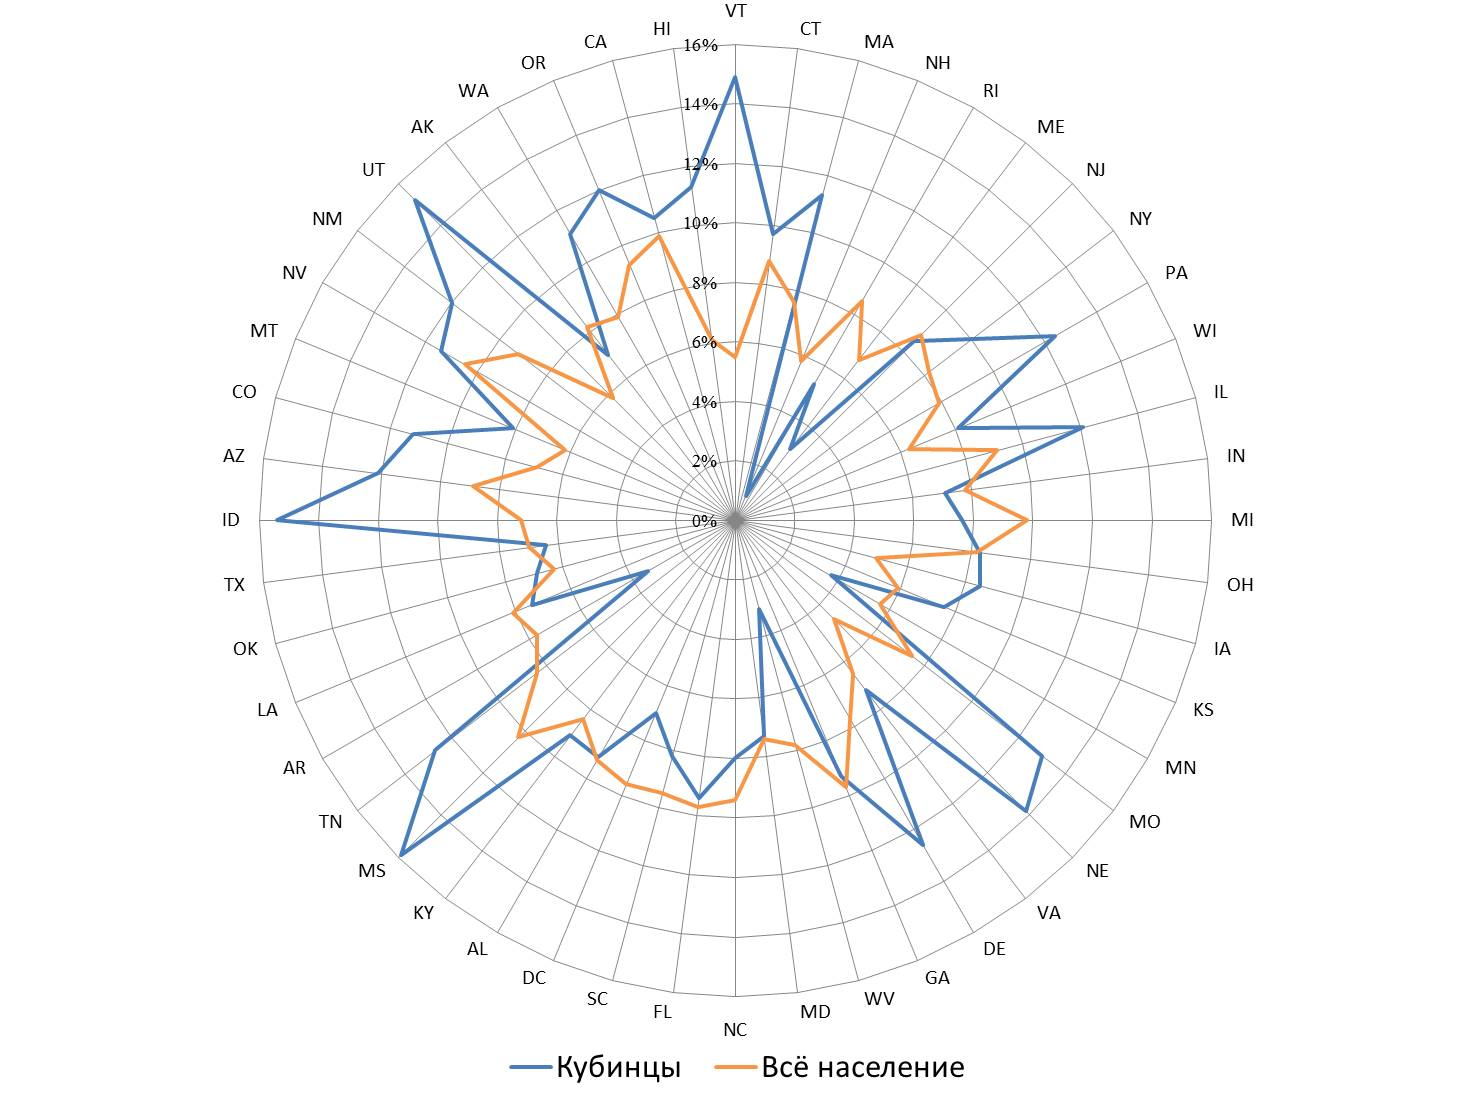 VT
CT
MA
NH
RI
ME
NJ
NY
PA
WI
IL
IN
MI
OH
IA
KS
MN
MO
NE
VA
DE
GA
WV
MD
NC
FL
SC
DC
AL
KY
MS
TN
AR
LA
OK
TX
ID
AZ
CO
MT
NV
NM
UT
AK
WA
OR
CA
HI
16%
14%
12%
10%
8%
6%
4%
2%
0%
Кубинцы
Всё население